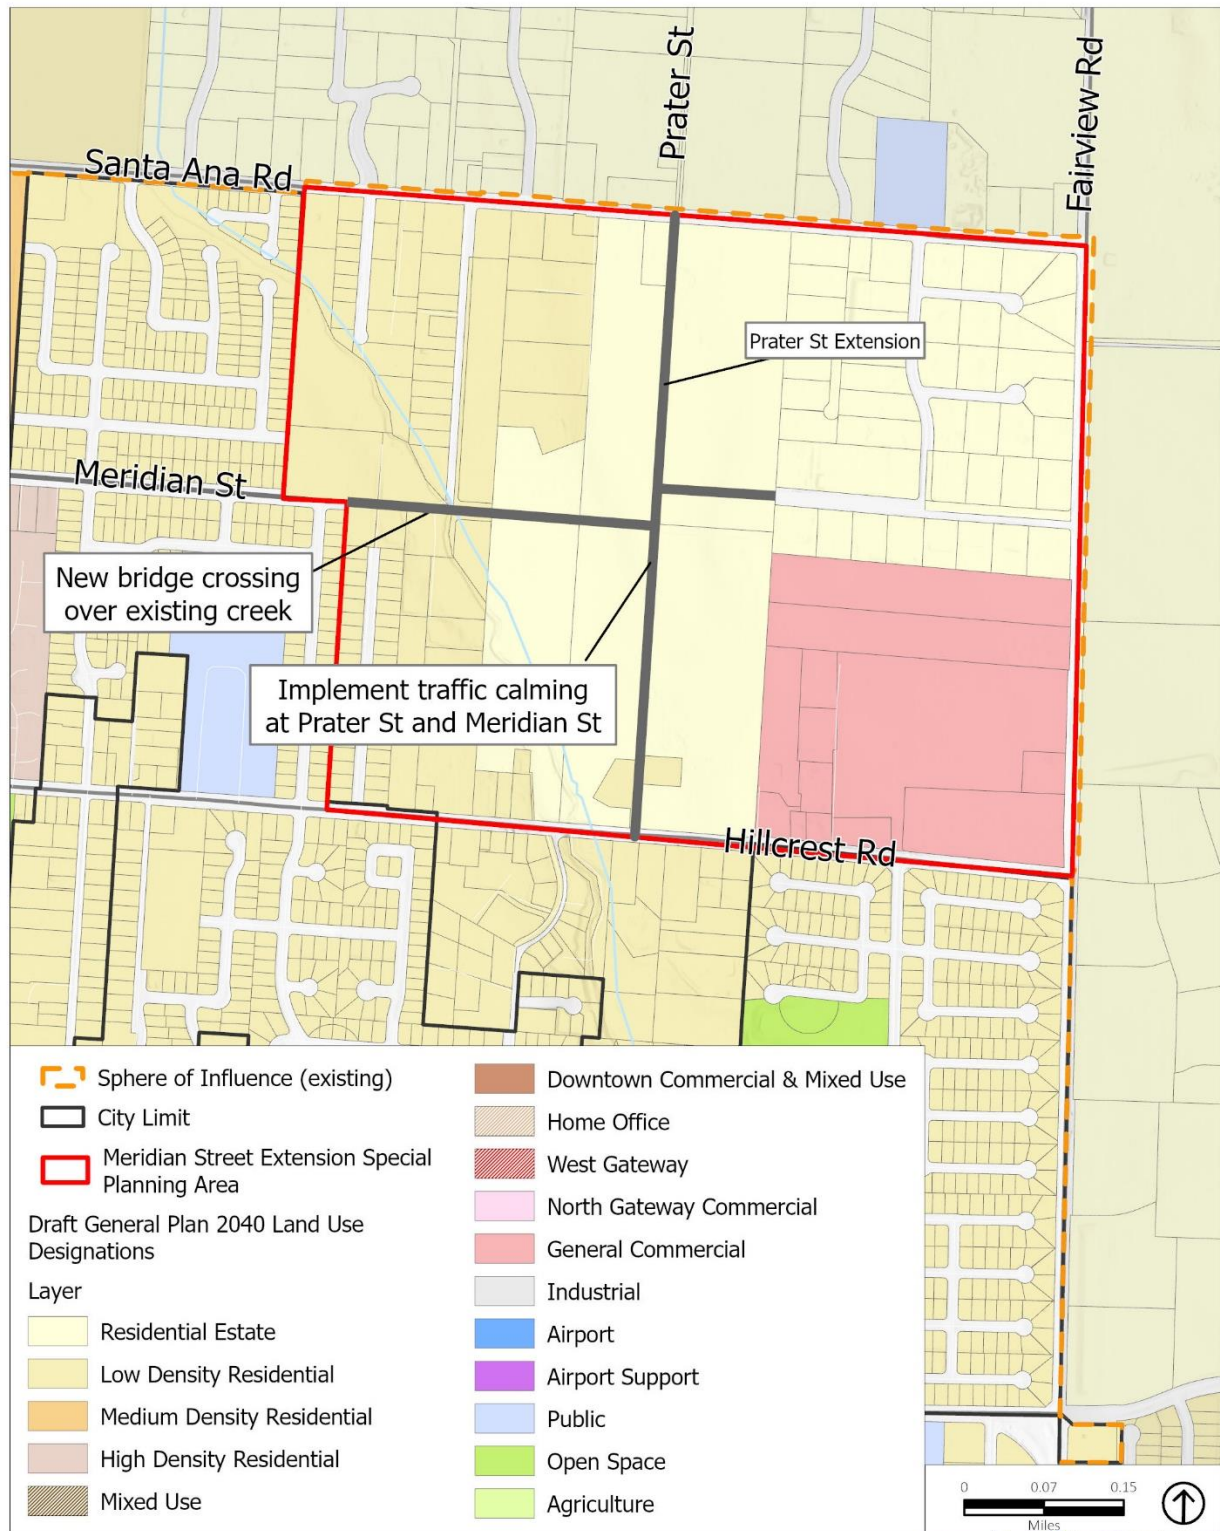 Prater St
Fairview Rd
Santa Ana Rd
Prater St Extension
Meridian St
New bridge crossing
over existing creek
Implement traffic calming
at Prater St and Meridian St
Hillcrest Rd
Sphere of Influence (existing)
City Limit
Meridian Street Extension Special
Planning Area
Draft General Plan 2040 Land Use
Designations
Layer
Residential Estate
Low Density Residential
Medium Density Residential
High Density Residential
Mixed Use
Downtown Commercial & Mixed Use
Home Office
West Gateway
North Gateway Commercial
General Commercial
Industrial
Airport
Airport Support
Public
Open Space
Agriculture
0 0.07 0.15
Miles